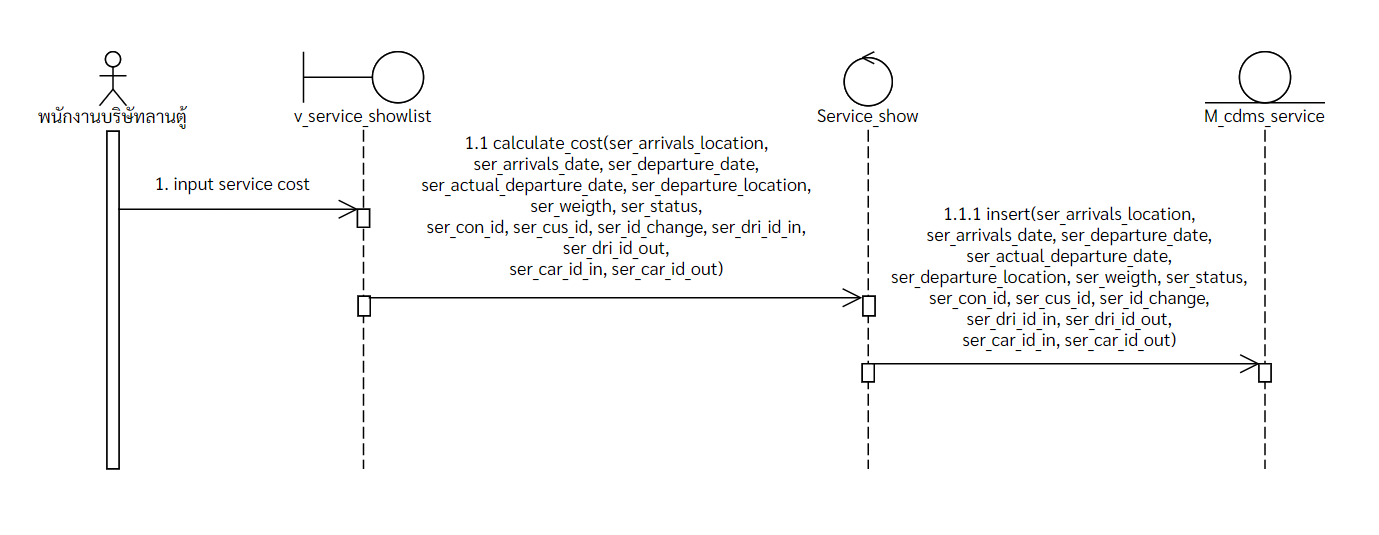 พนักงานบริษัทลานตู้
v_service_showlist
Service_show
M_cdms_service
1. input service cost
1.1 calculate_cost(ser_arrivals_location,
ser_arrivals_date, ser_departure_date,
ser_actual_departure_date, ser_departure_location,
ser_weigth, ser_status,
ser_con_id, ser_cus_id, ser_id_change, ser_dri_id_in,
ser_dri_id_out,
ser_car_id_in, ser_car_id_out)
1.1.1 insert(ser_arrivals_location,
ser_arrivals_date, ser_departure_date,
ser_actual_departure_date,
ser_departure_location, ser_weigth, ser_status,
ser_con_id, ser_cus_id, ser_id_change,
ser_dri_id_in, ser_dri_id_out,
ser_car_id_in, ser_car_id_out)